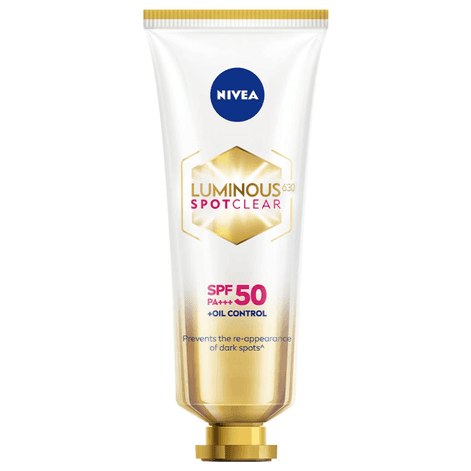 NIVEA
LUMINOUS630
SPOTCLEAR
SPF 50
PA+++
+OIL CONTROL
Prevents the re-appearance
of dark spots^